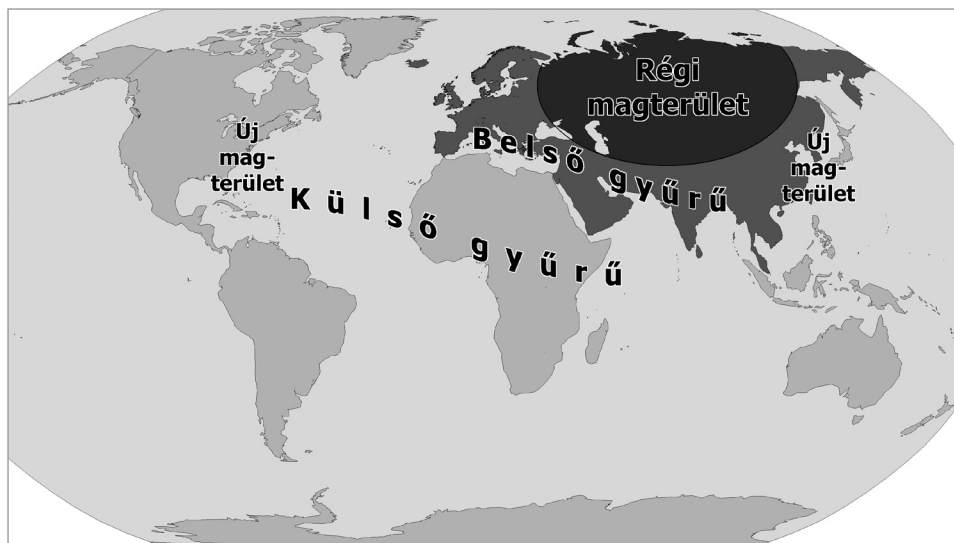 Régi
magterület
Új
mag-
terület
Belső gyűrű
Új
mag-
terület
Külső gyűrű